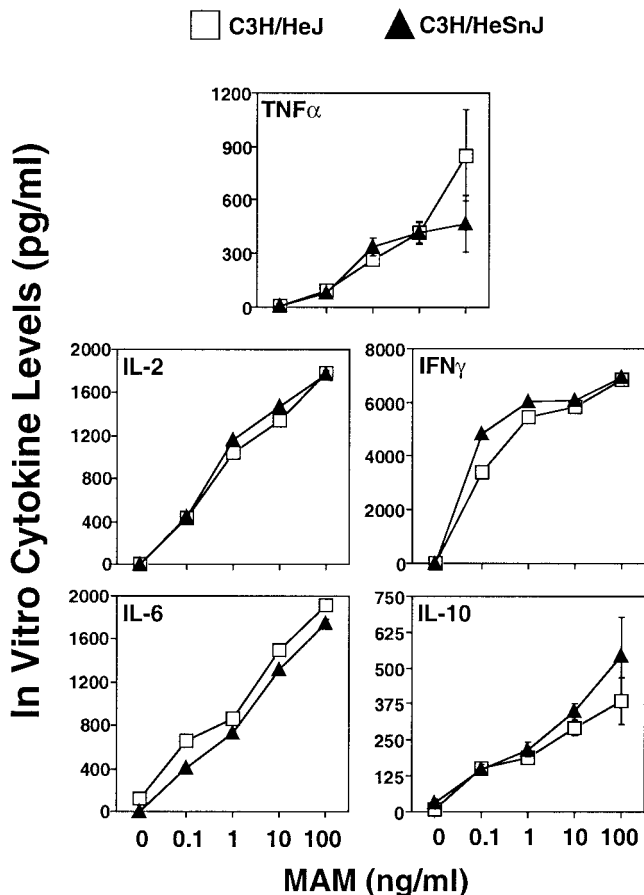 C3H/HeJ
C3H/HeSnJ
In Vitro Cytokine Levels (pg/ml)
TNFα
1200
900
600
300
0
IL-2
2000
1600
1200
800
400
0
IFNγ
8000
6000
4000
2000
0
IL-6
2000
1600
1200
800
400
0
IL-10
750
625
500
375
250
125
0
0 0.1 1 10 100
0 0.1 1 10 100
MAM (ng/ml)